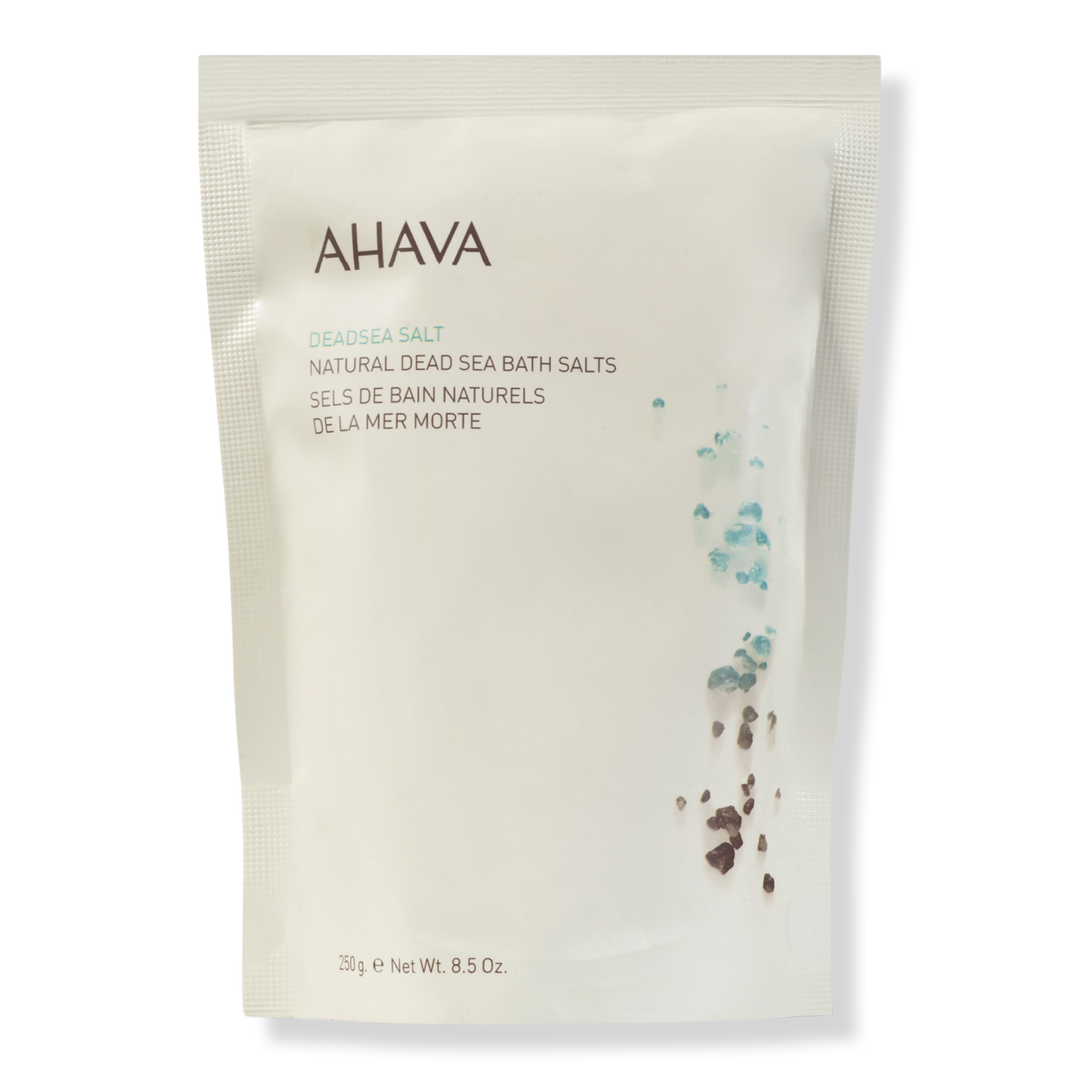 AHAVA
DEADSEA SALT
NATURAL DEAD SEA BATH SALTS
SELS DE BAIN NATURELS
DE LA MER MORTE
250 g. ℮ Net Wt. 8.5 Oz.